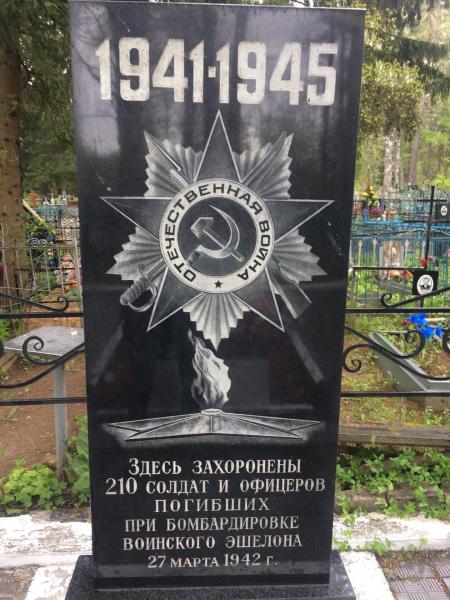 1941-1945
ОТЕЧЕСТВЕННАЯ ВОЙНА
ЗДЕСЬ ЗАХОРОНЕНЫ
210 СОЛДАТ И ОФИЦЕРОВ
ПОГИБШИХ
ПРИ БОМБАРДИРОВКЕ
ВОИНСКОГО ЭШЕЛОНА
27 МАРТА 1942 г.